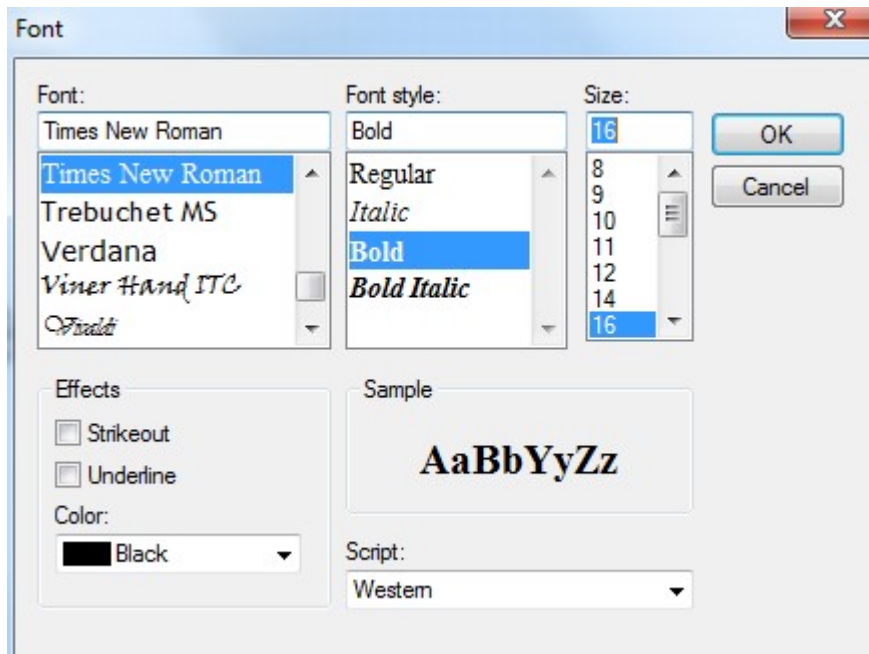 Font
Font:
Times New Roman
Times New Roman
Trebuchet MS
Verdana
Viner Hand ITC
Vivaldi
Font style:
Bold
Regular
Italic
Bold
Bold Italic
Size:
16
8
9
10
11
12
14
16
OK
Cancel
Effects
Strikeout
Underline
Color:
Black
Sample
AaBbYyZz
Script:
Western